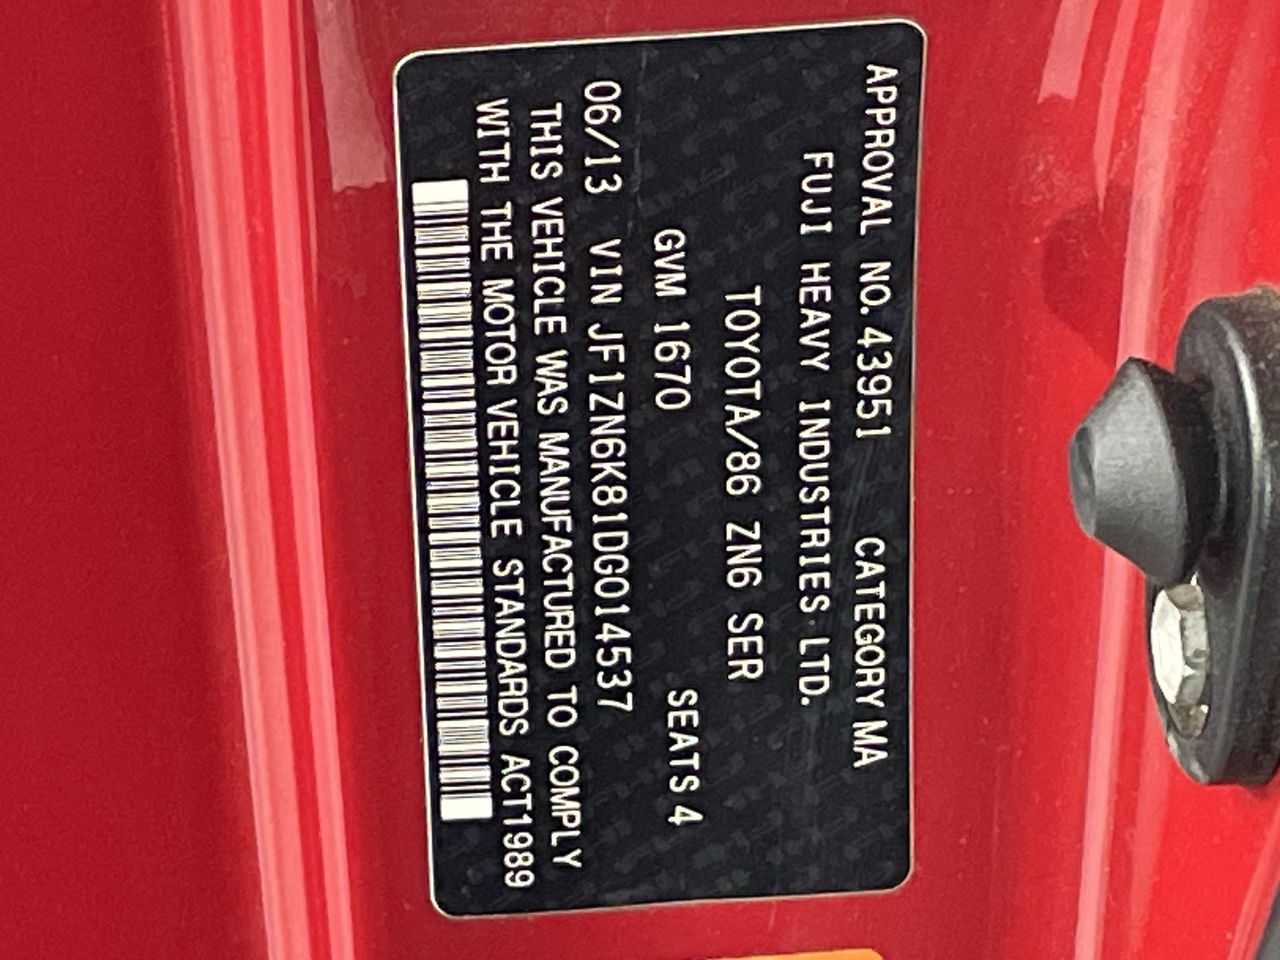 APPROVAL NO. 43951 CATEGORY MA
FUJI HEAVY INDUSTRIES LTD.
TOYOTA/86 ZN6 SER
GVM 1670 SEATS 4
06/13 VIN JF1ZN6K81DG014537
THIS VEHICLE WAS MANUFACTURED TO COMPLY
WITH THE MOTOR VEHICLE STANDARDS ACT1989